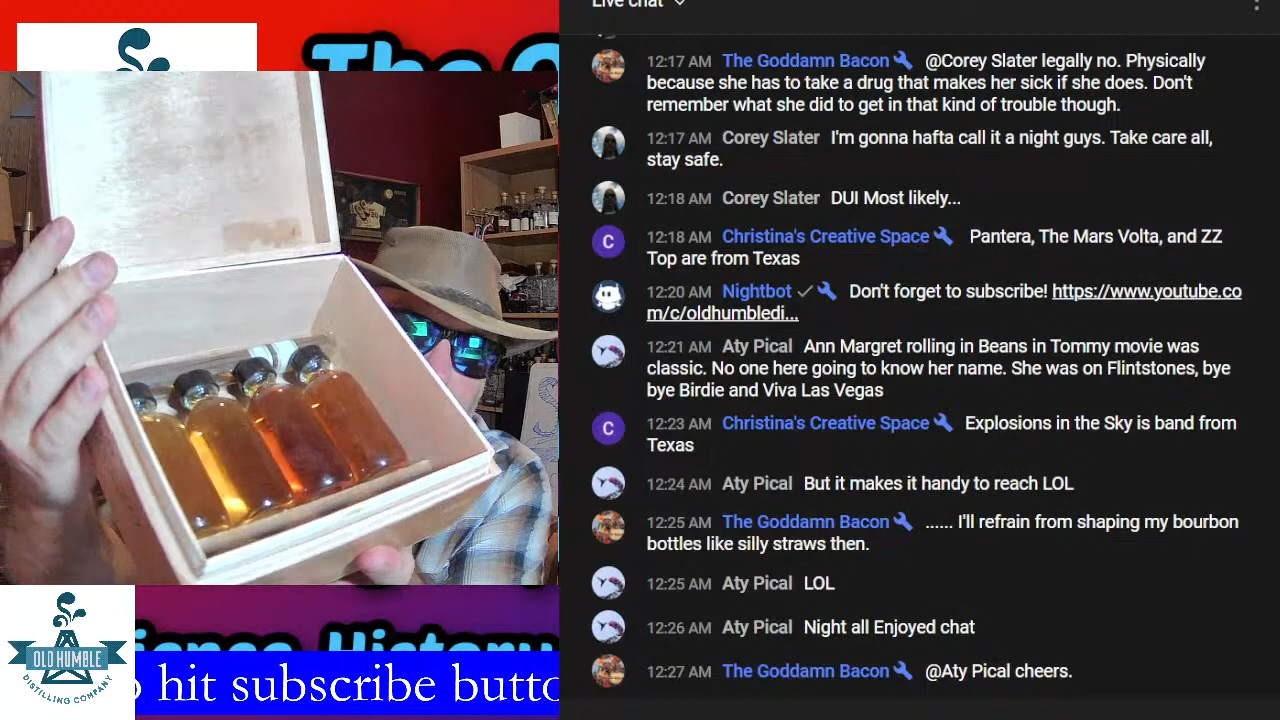 The
ience, History
OLD HUMBLE
DISTILLING COMPANY
hit subscribe butto
Live chat
12:17 AM The Goddamn Bacon @Corey Slater legally no. Physically
because she has to take a drug that makes her sick if she does. Don't
remember what she did to get in that kind of trouble though.
12:17 AM Corey Slater I'm gonna hafta call it a night guys. Take care all,
stay safe.
12:18 AM Corey Slater DUI Most likely...
C
12:18 AM Christina's Creative Space Pantera, The Mars Volta, and ZZ
Top are from Texas
12:20 AM Nightbot Don't forget to subscribe! https://www.youtube.co
m/c/oldhumbledi...
12:21 AM Aty Pical Ann Margret rolling in Beans in Tommy movie was
classic. No one here going to know her name. She was on Flintstones, bye
bye Birdie and Viva Las Vegas
C
12:23 AM Christina's Creative Space Explosions in the Sky is band from
Texas
12:24 AM Aty Pical But it makes it handy to reach LOL
12:25 AM The Goddamn Bacon ...... I'll refrain from shaping my bourbon
bottles like silly straws then.
12:25 AM Aty Pical LOL
12:26 AM Aty Pical Night all Enjoyed chat
12:27 AM The Goddamn Bacon @Aty Pical cheers.